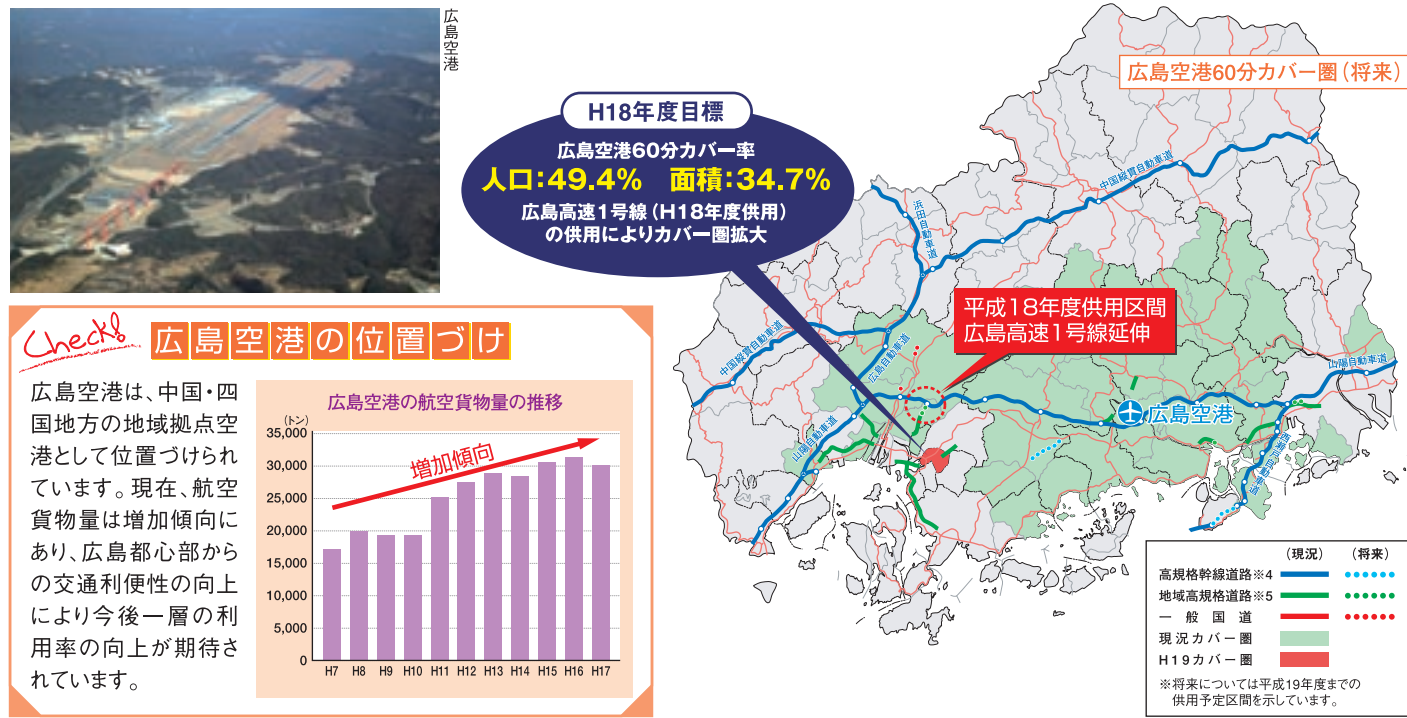 広島空港
H18年度目標
広島空港60分カバー率
人口:49.4% 面積:34.7%
広島高速1号線(H18年度供用)
の供用によりカバー圏拡大
Check!
広島空港の位置づけ
広島空港は、中国・四
国地方の地域拠点空
港として位置づけられ
ています。現在、航空
貨物量は増加傾向に
あり、広島都心部から
の交通利便性の向上
により今後一層の利
用率の向上が期待さ
れています。
広島空港の航空貨物量の推移
(トン)
35,000
30,000
25,000
20,000
15,000
10,000
5,000
0
増加傾向
H7 H8 H9 H10 H11 H12 H13 H14 H15 H16 H17
広島空港60分カバー圏(将来)
中国縦貫自動車道
浜田自動車道
平成18年度供用区間
広島高速1号線延伸
中国縦貫自動車道
広島自動車道
山陽自動車道
広島空港
山陽自動車道
西瀬戸自動車道
(現況) (将来)
高規格幹線道路※4
地域高規格道路※5
一般国道
現況カバー圏
H19カバー圏
※将来については平成19年度までの
供用予定区間を示しています。